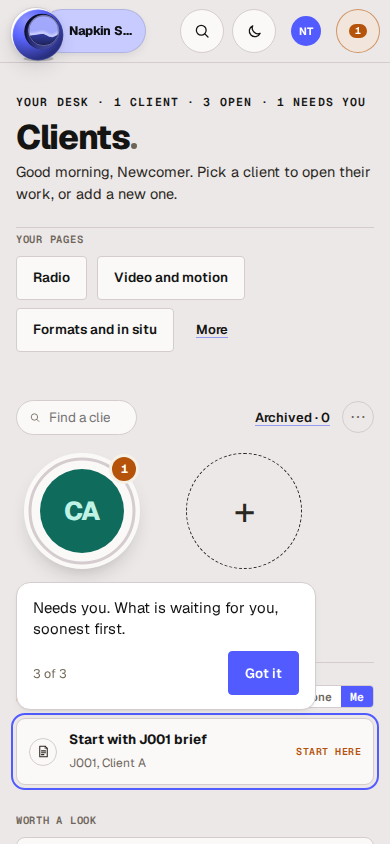 Napkin S...
NT
1
YOUR DESK · 1 CLIENT · 3 OPEN · 1 NEEDS YOU
Clients.
Good morning, Newcomer. Pick a client to open their
work, or add a new one.
YOUR PAGES
Radio
Video and motion
Formats and in situ
More
Find a clie
Archived · 0
1
CA
+
Needs you. What is waiting for you,
soonest first.
3 of 3
Got it
one
Me
Start with J001 brief
J001, Client A
START HERE
WORTH A LOOK